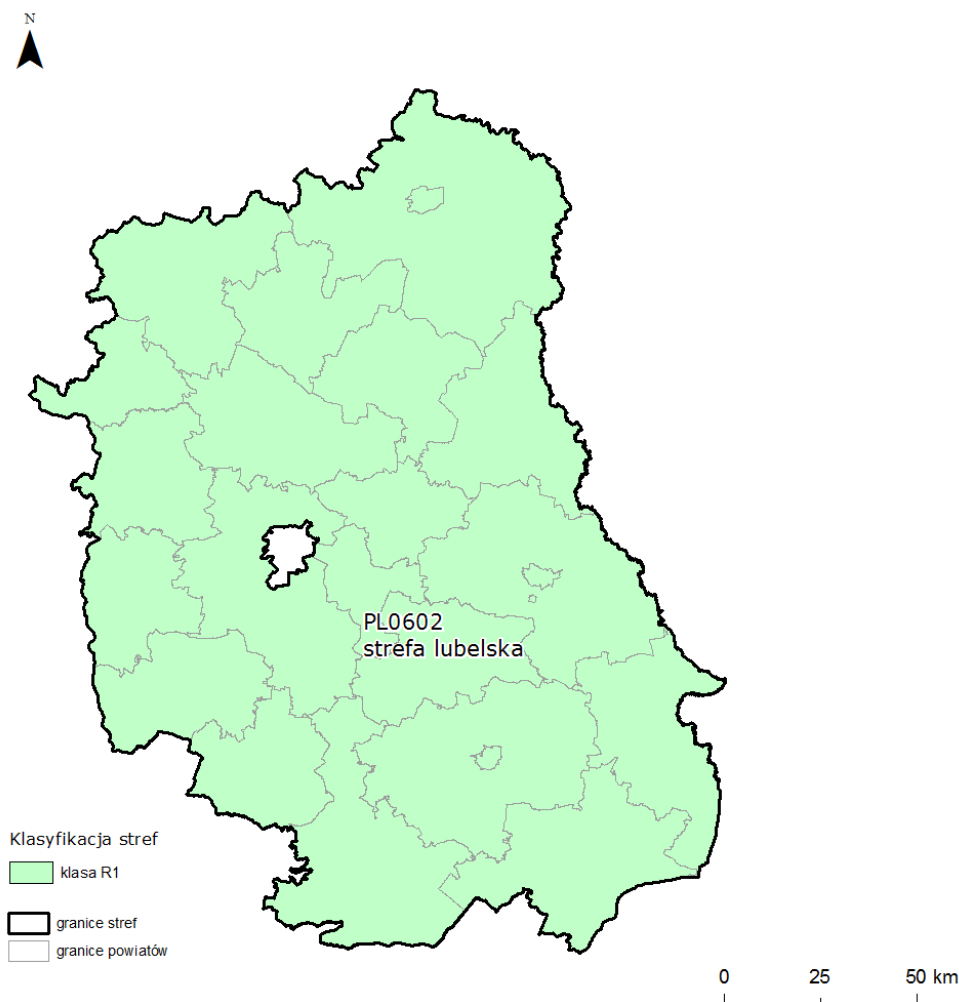 N
PL0602
strefa lubelska
Klasyfikacja stref
klasa R1
granice stref
granice powiatów
0 25 50 km